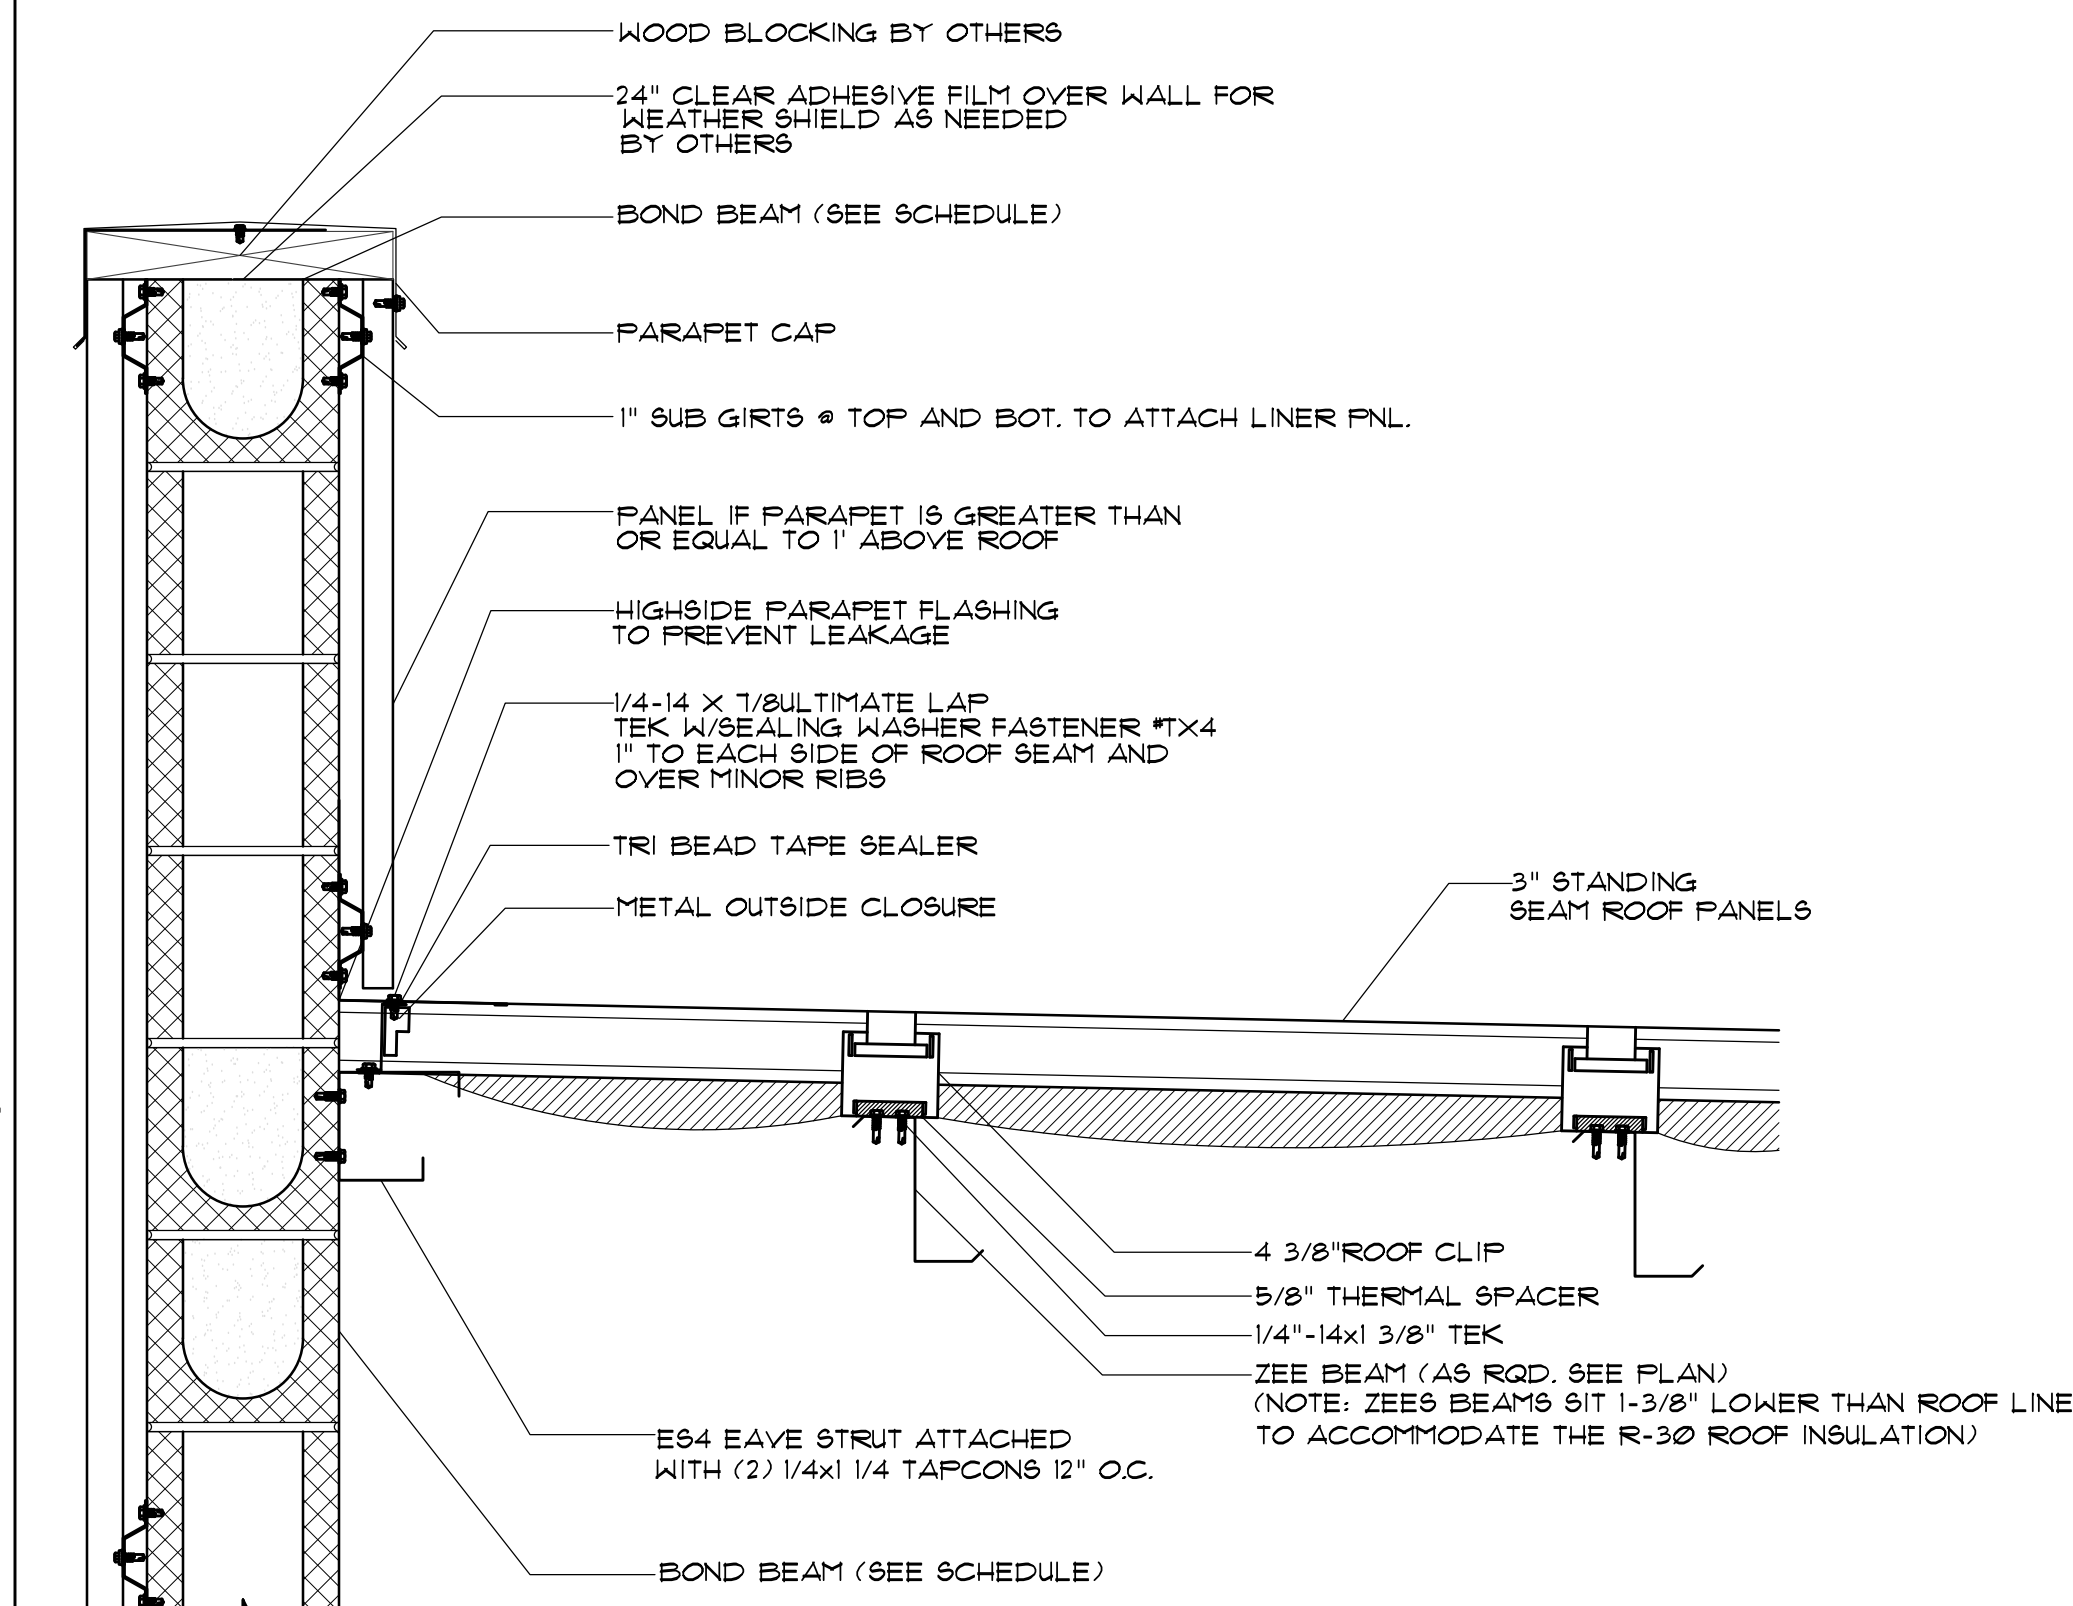 WOOD BLOCKING BY OTHERS
24" CLEAR ADHESIVE FILM OVER WALL FOR
WEATHER SHIELD AS NEEDED
BY OTHERS
BOND BEAM (SEE SCHEDULE)
PARAPET CAP
1" SUB GIRTS @ TOP AND BOT. TO ATTACH LINER PNL.
PANEL IF PARAPET IS GREATER THAN
OR EQUAL TO 1' ABOVE ROOF
HIGHSIDE PARAPET FLASHING
TO PREVENT LEAKAGE
1/4-14 X 7/8ULTIMATE LAP
TEK W/SEALING WASHER FASTENER #TX4
1" TO EACH SIDE OF ROOF SEAM AND
OVER MINOR RIBS
TRI BEAD TAPE SEALER
METAL OUTSIDE CLOSURE
3" STANDING
SEAM ROOF PANELS
4 3/8"ROOF CLIP
5/8" THERMAL SPACER
1/4"-14x1 3/8" TEK
ZEE BEAM (AS RQD. SEE PLAN)
(NOTE: ZEES BEAMS SIT 1-3/8" LOWER THAN ROOF LINE
TO ACCOMMODATE THE R-30 ROOF INSULATION)
ES4 EAVE STRUT ATTACHED
WITH (2) 1/4x1 1/4 TAPCONS 12" O.C.
BOND BEAM (SEE SCHEDULE)